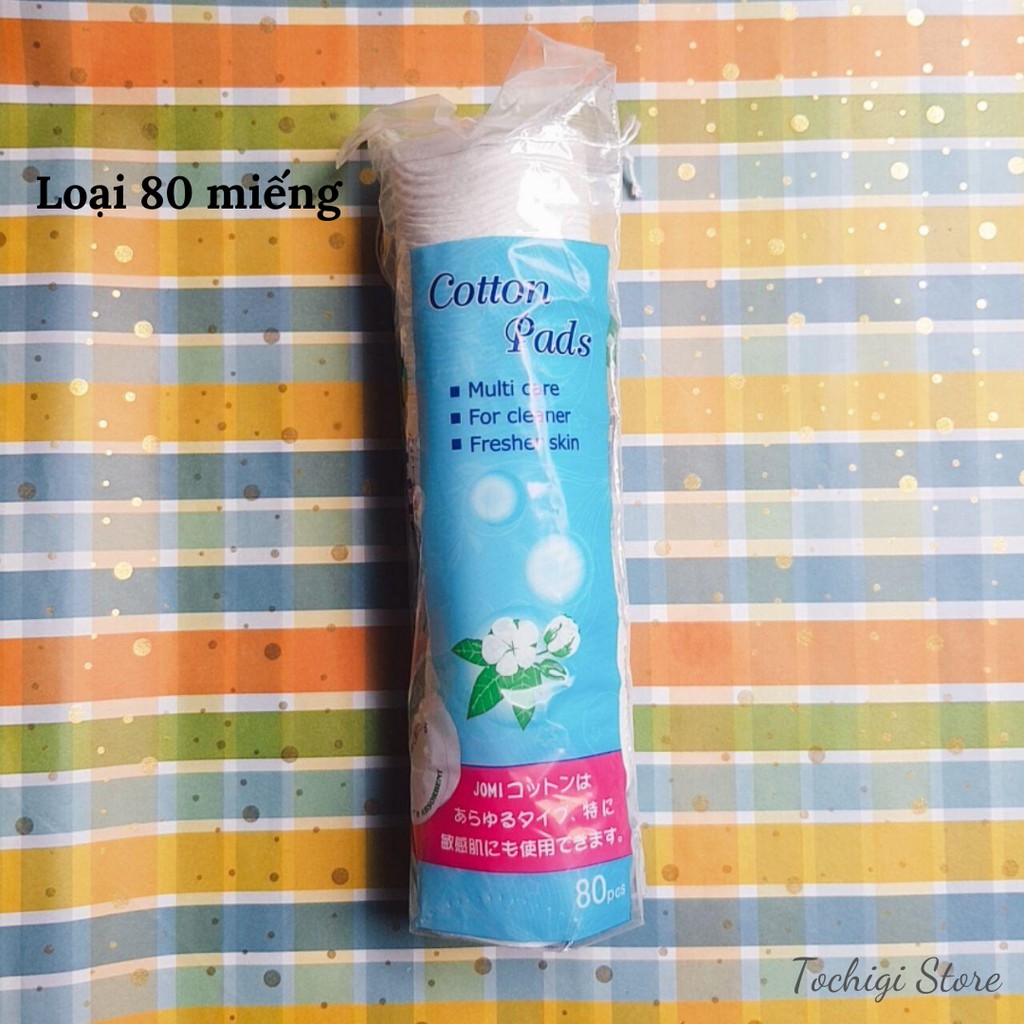 Loại 80 miếng
Cotton
Pads
Multi care
For cleaner
Fresher skin
JOMI コットンは
あらゆるタイプ、特に
敏感肌にも使用できます。
80pcs
Tochigi Store